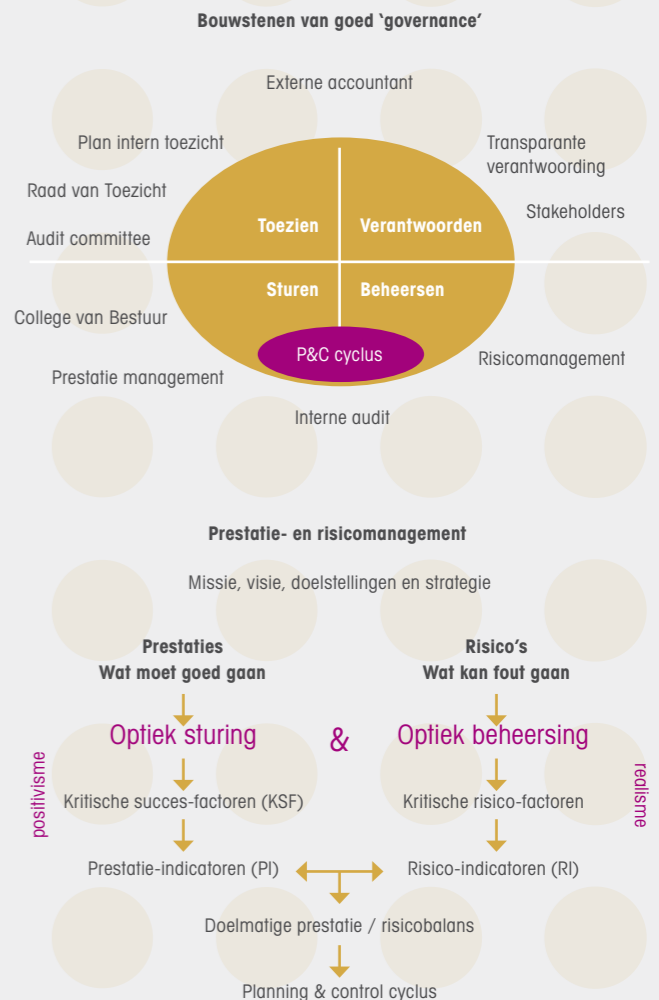 Bouwstenen van goed ‘governance’
Externe accountant
Plan intern toezicht
Transparante
verantwoording
Raad van Toezicht
Stakeholders
Toezien
Verantwoorden
Audit committee
Sturen
Beheersen
College van Bestuur
P&C cyclus
Risicomanagement
Prestatie management
Interne audit
Prestatie- en risicomanagement
Missie, visie, doelstellingen en strategie
Prestaties
Wat moet goed gaan
Risico’s
Wat kan fout gaan
Optiek sturing
&
Optiek beheersing
positivisme
realisme
Kritische succes-factoren (KSF)
Kritische risico-factoren
Prestatie-indicatoren (PI)
Risico-indicatoren (RI)
Doelmatige prestatie / risicobalans
Planning & control cyclus